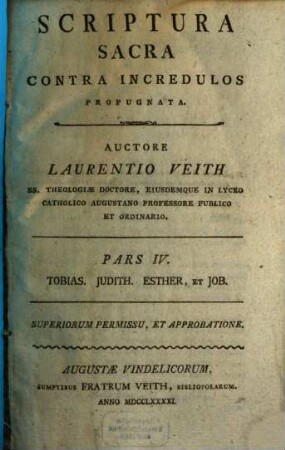 SCRIPTURA
SACRA
CONTRA INCREDULOS
PROPUGNATA.
AUCTORE
LAURENTIO VEITH
SS. THEOLOGIÆ DOCTORE, EIUSDEMQUE IN LYCEO
CATHOLICO AUGUSTANO PROFESSORE PUBLICO
ET ORDINARIO.
PARS IV.
TOBIAS. JUDITH. ESTHER, ET JOB.
SUPERIORUM PERMISSU, ET APPROBATIONE.
AUGUSTÆ VINDELICORUM,
SUMPTIBUS FRATRUM VEITH, BIBLIOPOLARUM.
ANNO MDCCLXXXXI.